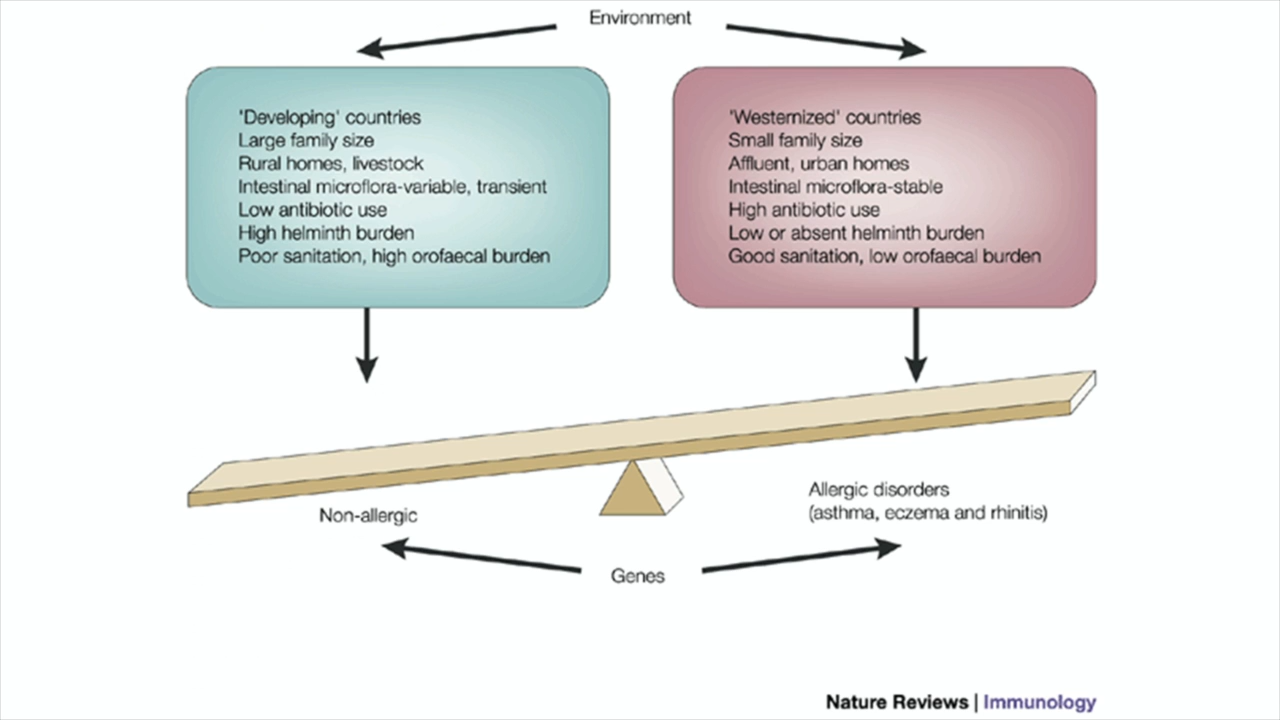 Environment
'Developing' countries
Large family size
Rural homes, livestock
Intestinal microflora-variable, transient
Low antibiotic use
High helminth burden
Poor sanitation, high orofaecal burden
'Westernized' countries
Small family size
Affluent, urban homes
Intestinal microflora-stable
High antibiotic use
Low or absent helminth burden
Good sanitation, low orofaecal burden
Non-allergic
Allergic disorders
(asthma, eczema and rhinitis)
Genes
Nature Reviews | Immunology